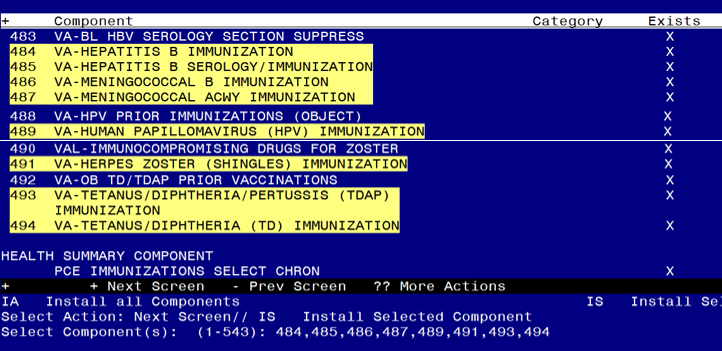 + Component Category Exists
483 VA-BL HBV SEROLOGY SECTION SUPPRESS X
484 VA-HEPATITIS B IMMUNIZATION X
485 VA-HEPATITIS B SEROLOGY/IMMUNIZATION X
486 VA-MENINGOCOCCAL B IMMUNIZATION X
487 VA-MENINGOCOCCAL ACWY IMMUNIZATION X
488 VA-HPV PRIOR IMMUNIZATIONS (OBJECT) X
489 VA-HUMAN PAPILLOMAVIRUS (HPV) IMMUNIZATION X
490 VAL-IMMUNOCOMPROMISING DRUGS FOR ZOSTER X
491 VA-HERPES ZOSTER (SHINGLES) IMMUNIZATION X
492 VA-OB TD/TDAP PRIOR VACCINATIONS X
493 VA-TETANUS/DIPHTHERIA/PERTUSSIS (TDAP) X
IMMUNIZATION
494 VA-TETANUS/DIPHTHERIA (TD) IMMUNIZATION X
HEALTH SUMMARY COMPONENT
PCE IMMUNIZATIONS SELECT CHRON X
+ + Next Screen - Prev Screen ?? More Actions
IA Install all Components IS Install Sel
Select Action: Next Screen// IS Install Selected Component
Select Component(s): (1-543): 484,485,486,487,489,491,493,494